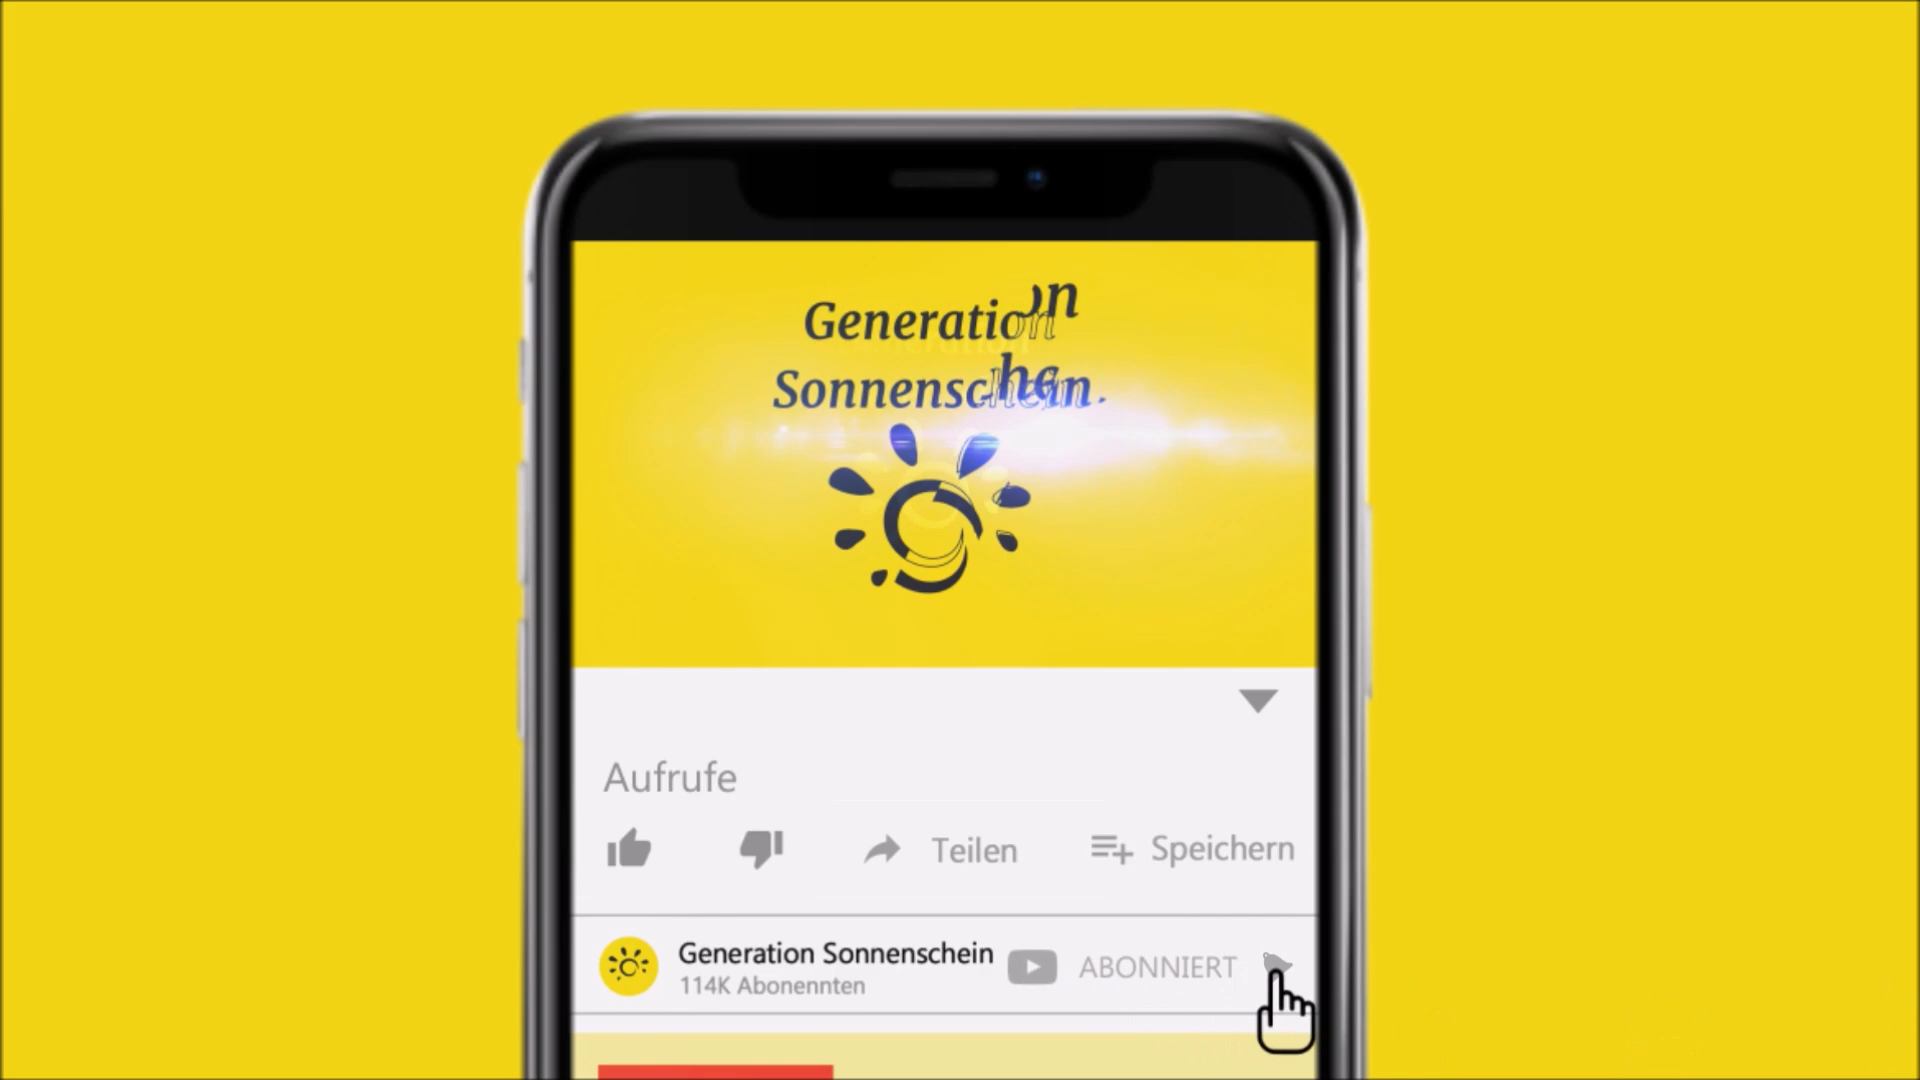 Generation
Sonnenschein
Aufrufe
Teilen
Speichern
Generation Sonnenschein
114K Abonennten
ABONNIERT